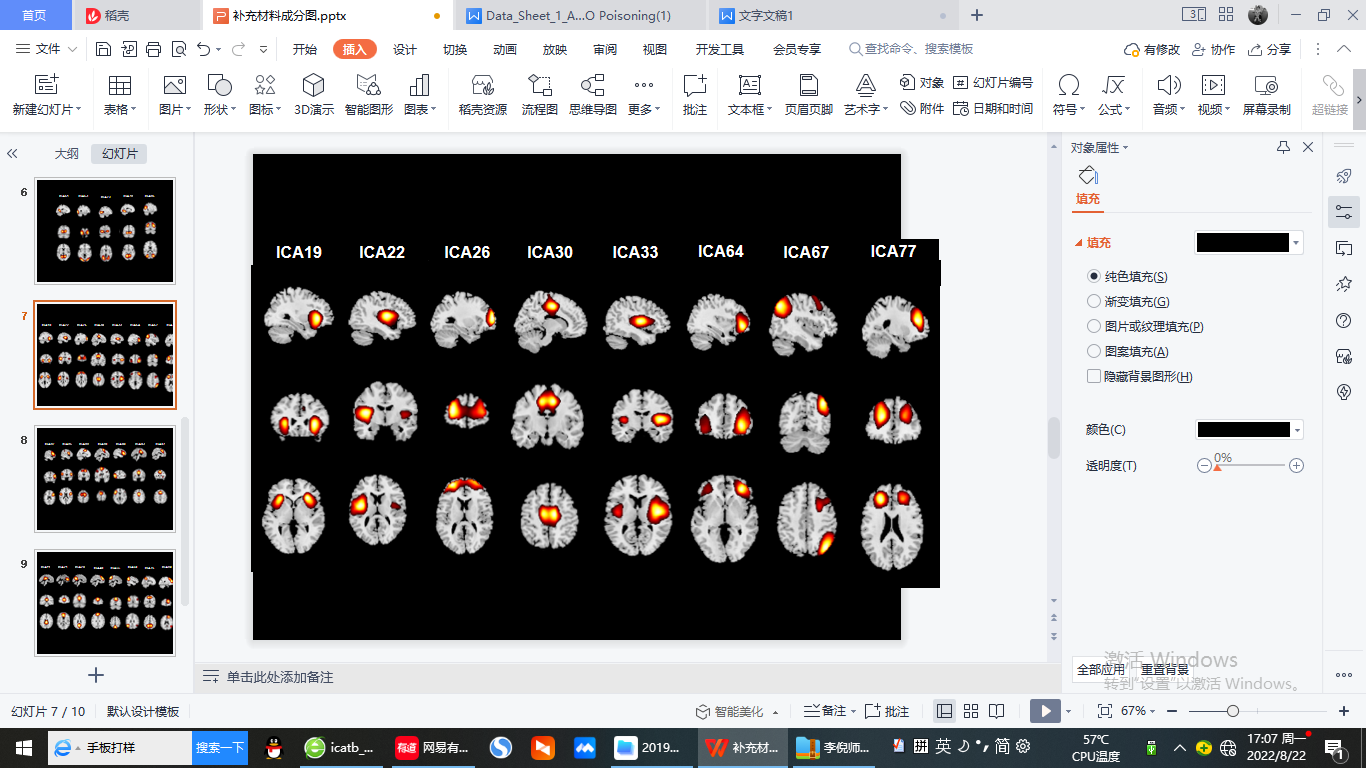 首页
稻壳
补充材料成分图.pptx
Data_Sheet_1_A...O Poisoning(1)
文字文稿1
文件
开始
插入
设计
切换
动画
放映
审阅
视图
开发工具
会员专享
查找命令、搜索模板
有修改
协作
分享
新建幻灯片
表格
图片
形状
图标
3D演示
智能图形
图表
稻壳资源
流程图
思维导图
更多
批注
文本框
页眉页脚
艺术字
对象
附件
幻灯片编号
日期和时间
符号
公式
音频
视频
屏幕录制
超链接
大纲
幻灯片
6
7
8
9
ICA19 ICA22 ICA26 ICA30 ICA33 ICA64 ICA67 ICA77
对象属性
填充
填充
纯色填充(S)
渐变填充(G)
图片或纹理填充(P)
图案填充(A)
隐藏背景图形(H)
颜色(C)
透明度(T)
0%
全部应用
重置背景
激活 Windows
转到"设置"以激活 Windows。
单击此处添加备注
幻灯片 7 / 10
默认设计模板
智能美化
备注
批注
67%
手板打样
搜索一下
icatb_...
有道
网易有...
2019...
补充材...
李倪师...
拼
英
简
57℃
CPU温度
17:07 周一
2022/8/22
1